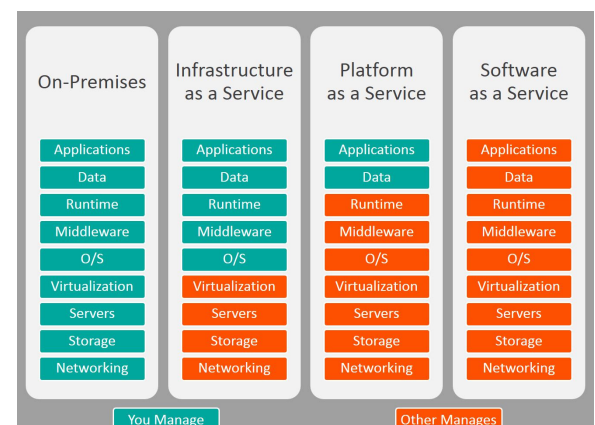 On-Premises
Applications
Data
Runtime
Middleware
O/S
Virtualization
Servers
Storage
Networking
Infrastructure
as a Service
Applications
Data
Runtime
Middleware
O/S
Virtualization
Servers
Storage
Networking
Platform
as a Service
Applications
Data
Runtime
Middleware
O/S
Virtualization
Servers
Storage
Networking
Software
as a Service
Applications
Data
Runtime
Middleware
O/S
Virtualization
Servers
Storage
Networking
You Manage
Other Manages